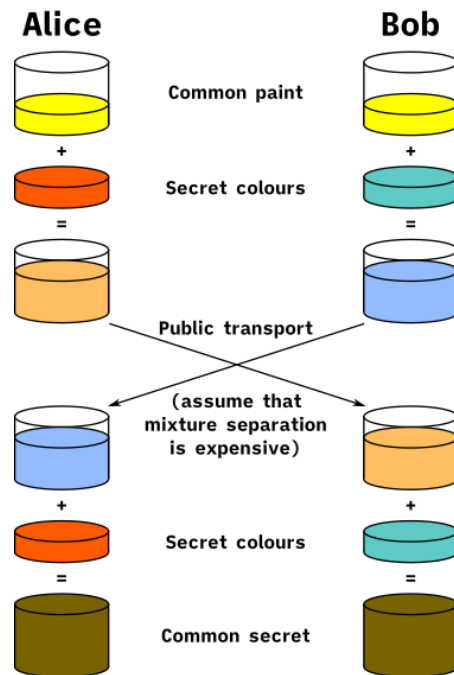 Alice
Bob
Common paint
+
+
Secret colours
=
=
Public transport
(assume that
mixture separation
is expensive)
+
+
Secret colours
=
=
Common secret